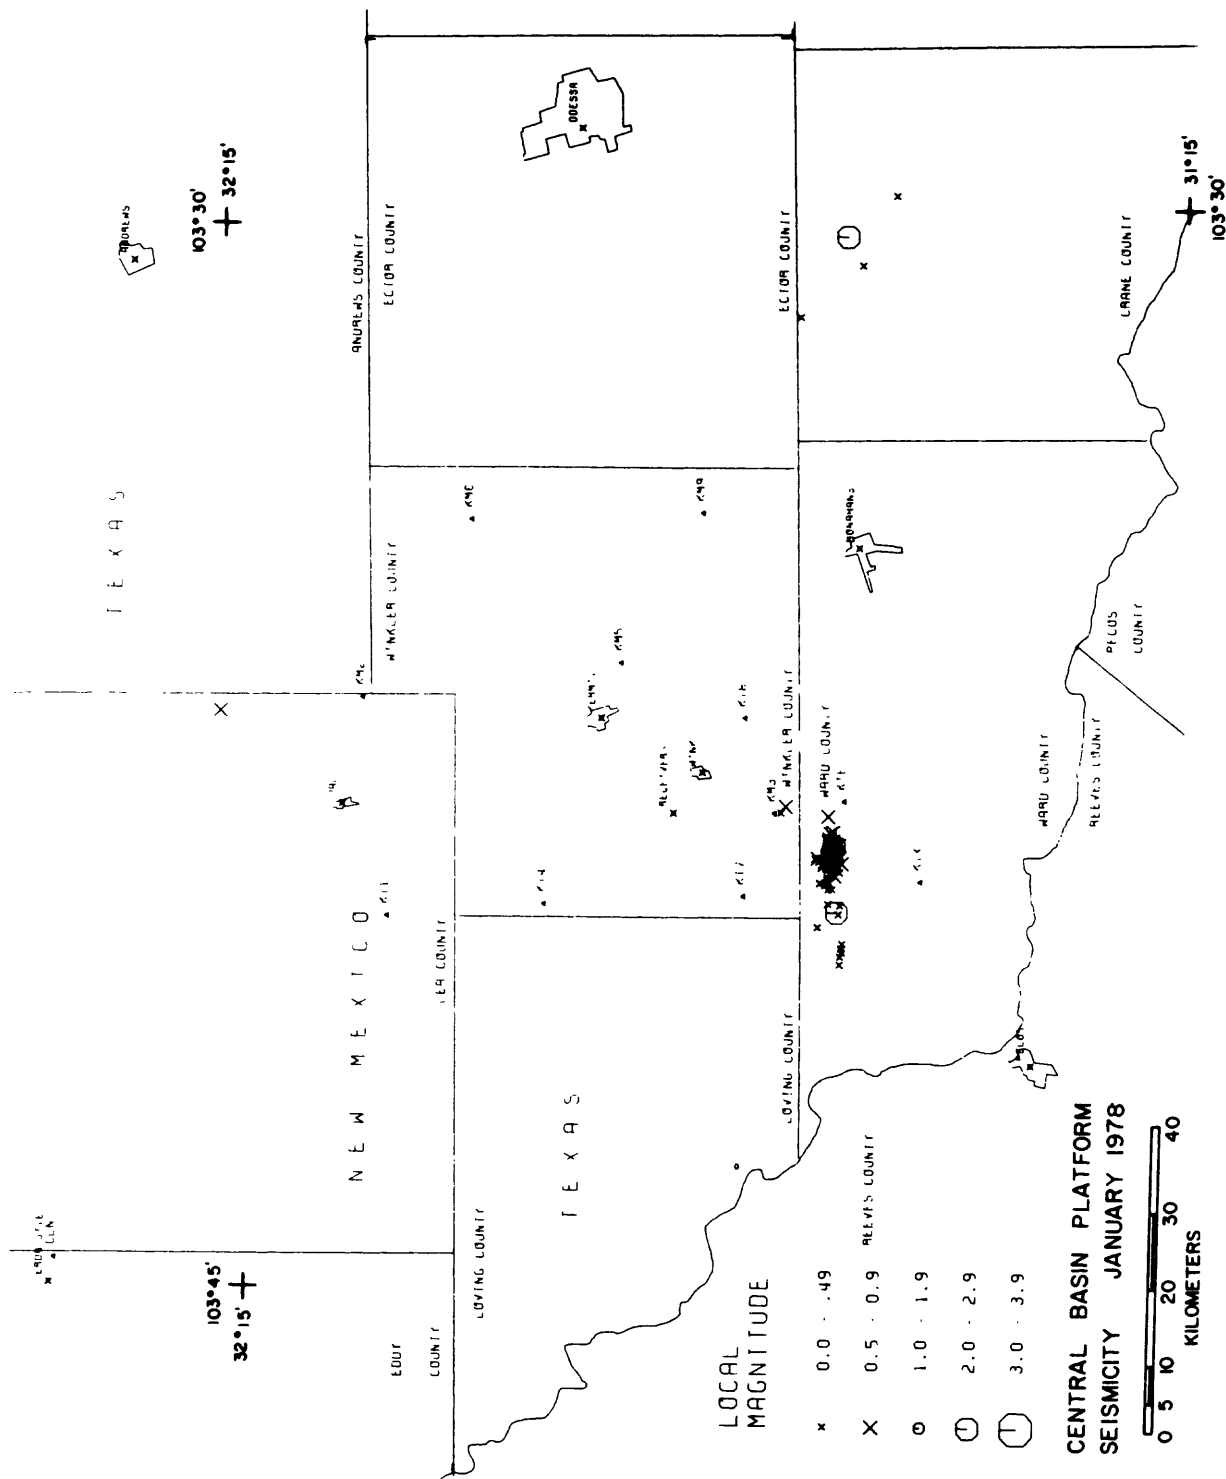 ANDREWS
103° 30'
32° 15'
TEXAS
ANDREWS COUNTY
ECTOR COUNTY
ODESSA
ECTOR COUNTY
CRANE COUNTY
31° 15'
103° 30'
WINKLER COUNTY
WINK
WINKLER COUNTY
WARD COUNTY
PECOS
COUNTY
WARD COUNTY
REEVES COUNTY
NEW MEXICO
LEA COUNTY
TEXAS
LOVING COUNTY
103° 45'
32° 15'
EDDY
COUNTY
LOVING COUNTY
REEVES COUNTY
LOCAL
MAGNITUDE
0.0 - .49
0.5 - 0.9
1.0 - 1.9
2.0 - 2.9
3.0 - 3.9
CENTRAL BASIN PLATFORM
SEISMICITY JANUARY 1978
0 5 10 20 30 40
KILOMETERS